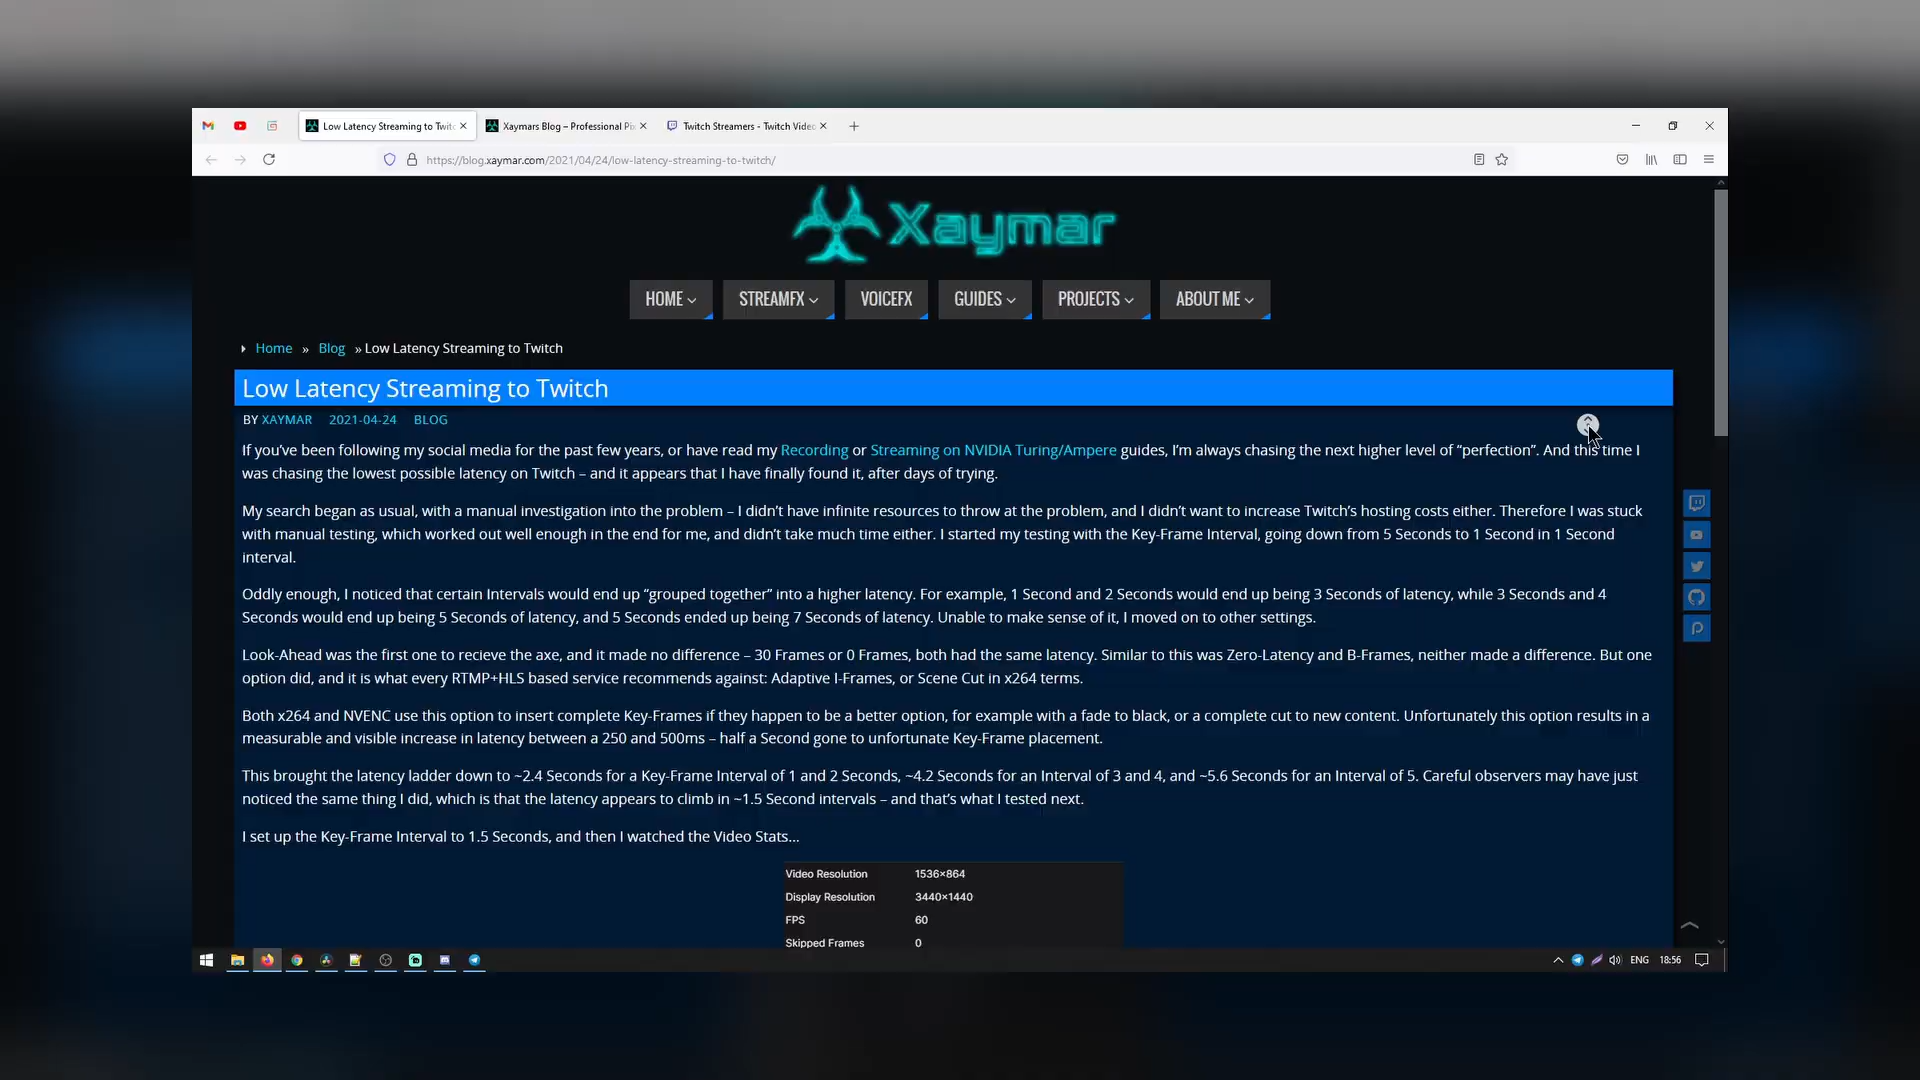 Low Latency Streaming to Twitc
Xaymars Blog – Professional Pi
Twitch Streamers - Twitch Video
https://blog.xaymar.com/2021/04/24/low-latency-streaming-to-twitch/
Xaymar
HOME STREAMFX VOICEFX GUIDES PROJECTS ABOUT ME
Home » Blog » Low Latency Streaming to Twitch
Low Latency Streaming to Twitch
BY XAYMAR 2021-04-24 BLOG
If you've been following my social media for the past few years, or have read my Recording or Streaming on NVIDIA Turing/Ampere guides, I'm always chasing the next higher level of “perfection”. And this time I
was chasing the lowest possible latency on Twitch – and it appears that I have finally found it, after days of trying.
My search began as usual, with a manual investigation into the problem – I didn't have infinite resources to throw at the problem, and I didn't want to increase Twitch's hosting costs either. Therefore I was stuck
with manual testing, which worked out well enough in the end for me, and didn't take much time either. I started my testing with the Key-Frame Interval, going down from 5 Seconds to 1 Second in 1 Second
interval.
Oddly enough, I noticed that certain Intervals would end up “grouped together” into a higher latency. For example, 1 Second and 2 Seconds would end up being 3 Seconds of latency, while 3 Seconds and 4
Seconds would end up being 5 Seconds of latency, and 5 Seconds ended up being 7 Seconds of latency. Unable to make sense of it, I moved on to other settings.
Look-Ahead was the first one to recieve the axe, and it made no difference – 30 Frames or 0 Frames, both had the same latency. Similar to this was Zero-Latency and B-Frames, neither made a difference. But one
option did, and it is what every RTMP+HLS based service recommends against: Adaptive I-Frames, or Scene Cut in x264 terms.
Both x264 and NVENC use this option to insert complete Key-Frames if they happen to be a better option, for example with a fade to black, or a complete cut to new content. Unfortunately this option results in a
measurable and visible increase in latency between a 250 and 500ms – half a Second gone to unfortunate Key-Frame placement.
This brought the latency ladder down to ~2.4 Seconds for a Key-Frame Interval of 1 and 2 Seconds, ~4.2 Seconds for an Interval of 3 and 4, and ~5.6 Seconds for an Interval of 5. Careful observers may have just
noticed the same thing I did, which is that the latency appears to climb in ~1.5 Second intervals – and that's what I tested next.
I set up the Key-Frame Interval to 1.5 Seconds, and then I watched the Video Stats...
Video Resolution 1536×864
Display Resolution 3440×1440
FPS 60
Skipped Frames 0
ENG 18:56